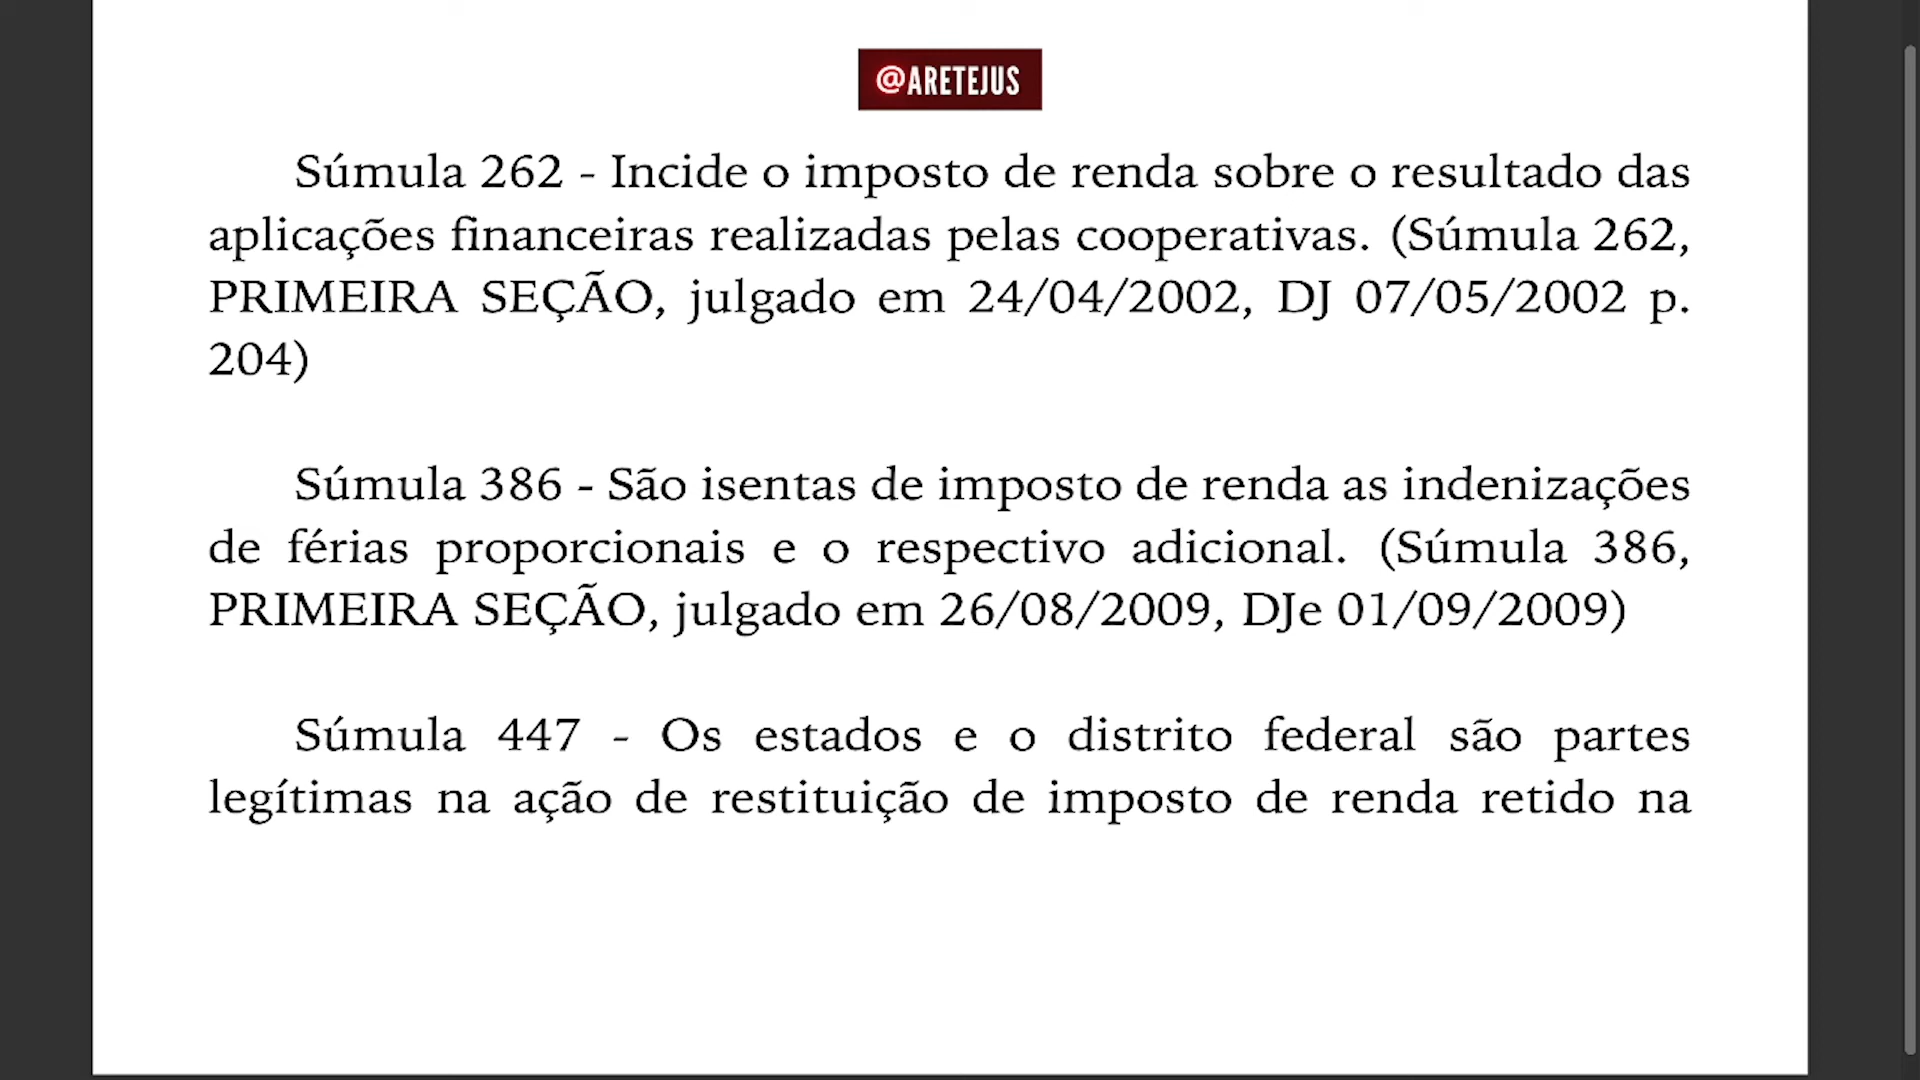 @ARETEJUS
Súmula 262 - Incide o imposto de renda sobre o resultado das
aplicações financeiras realizadas pelas cooperativas. (Súmula 262,
PRIMEIRA SEÇÃO, julgado em 24/04/2002, DJ 07/05/2002 p.
204)
Súmula 386 - São isentas de imposto de renda as indenizações
de férias proporcionais e o respectivo adicional. (Súmula 386,
PRIMEIRA SEÇÃO, julgado em 26/08/2009, DJe 01/09/2009)
Súmula 447 - Os estados e o distrito federal são partes
legítimas na ação de restituição de imposto de renda retido na